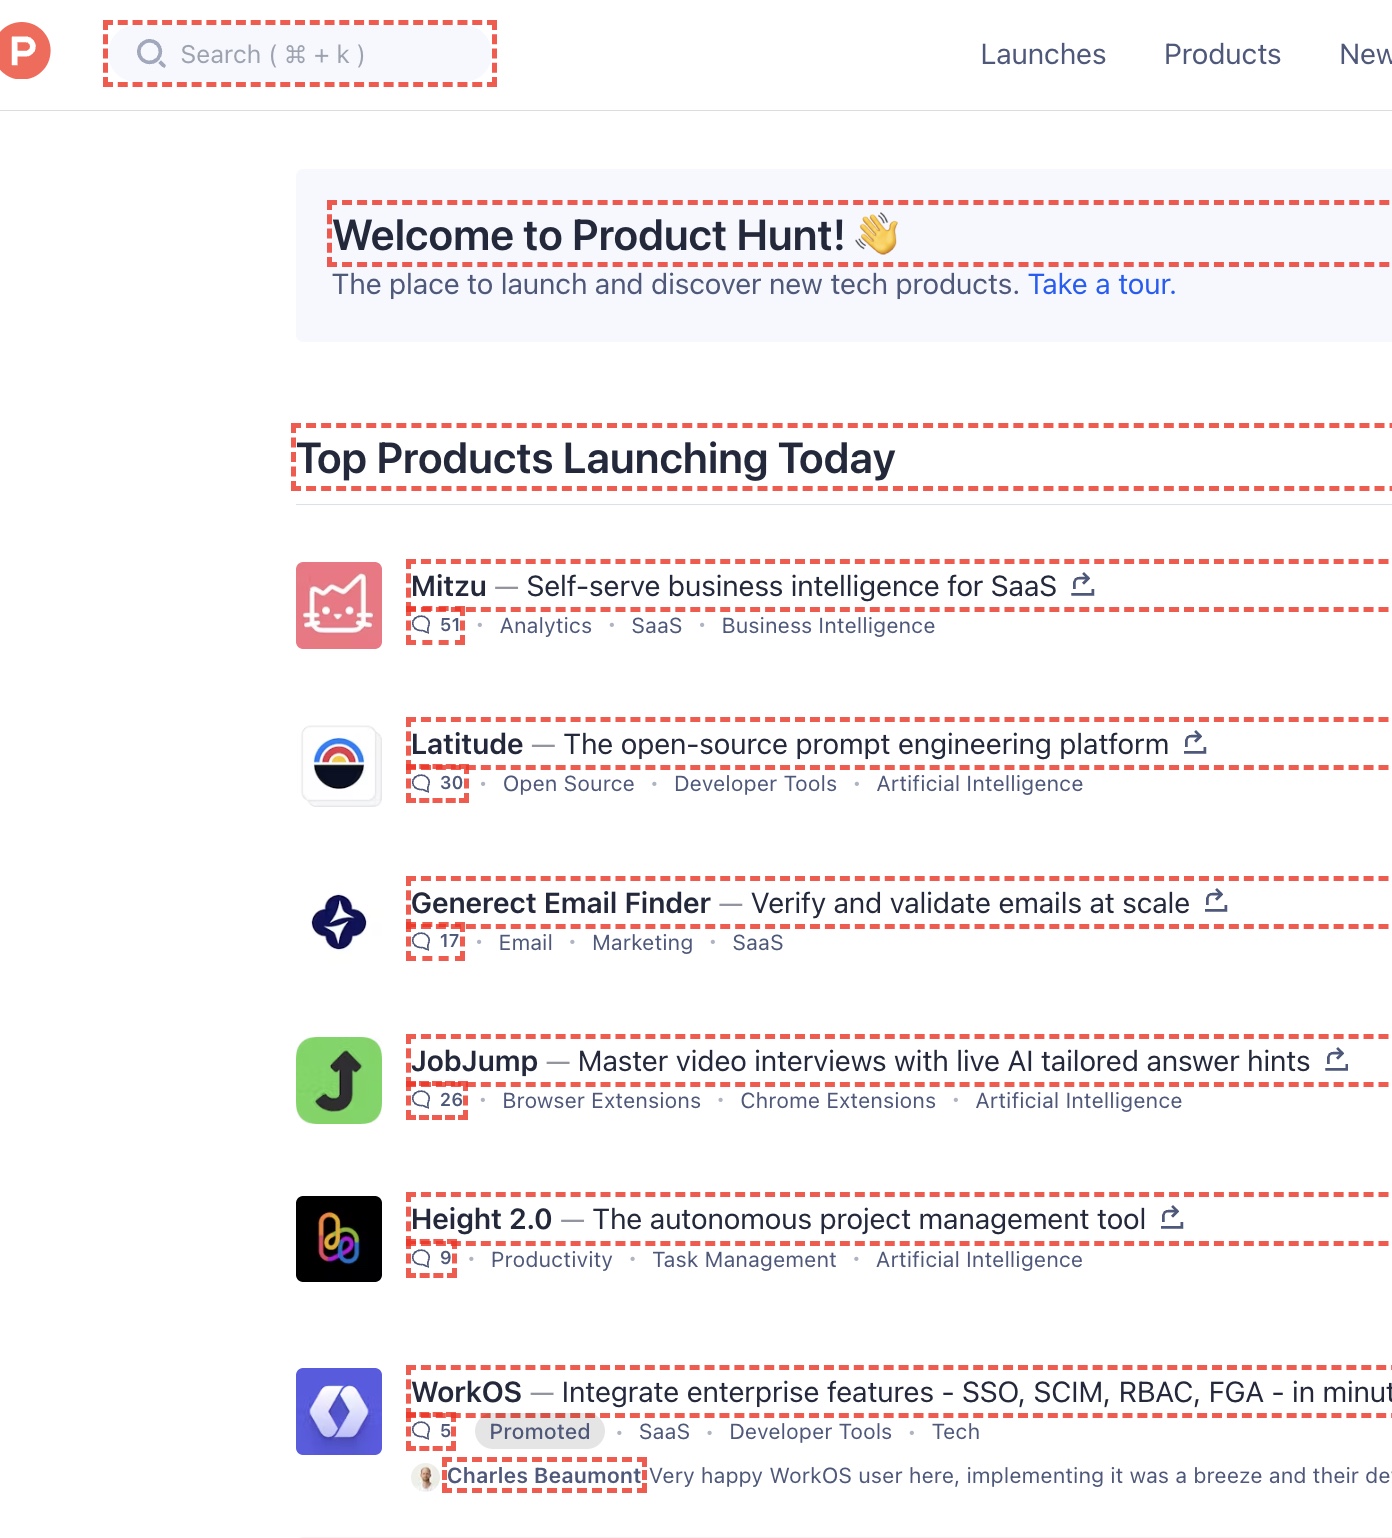 P
Search ( ⌘ + k )
Launches Products New
Welcome to Product Hunt! 👋
The place to launch and discover new tech products. Take a tour.
Top Products Launching Today
Mitzu — Self-serve business intelligence for SaaS
51 • Analytics • SaaS • Business Intelligence
Latitude — The open-source prompt engineering platform
30 • Open Source • Developer Tools • Artificial Intelligence
Generect Email Finder — Verify and validate emails at scale
17 • Email • Marketing • SaaS
JobJump — Master video interviews with live AI tailored answer hints
26 • Browser Extensions • Chrome Extensions • Artificial Intelligence
Height 2.0 — The autonomous project management tool
9 • Productivity • Task Management • Artificial Intelligence
WorkOS — Integrate enterprise features - SSO, SCIM, RBAC, FGA - in minut
5 Promoted • SaaS • Developer Tools • Tech
Charles Beaumont Very happy WorkOS user here, implementing it was a breeze and their de